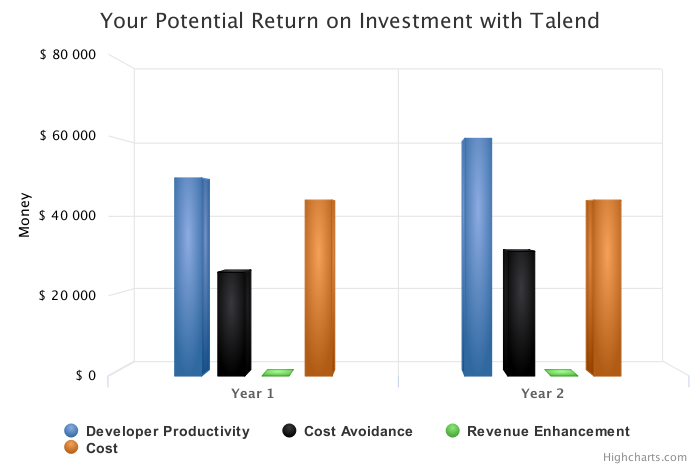 Your Potential Return on Investment with Talend
$ 80 000
$ 60 000
$ 40 000
$ 20 000
$ 0
Money
Year 1
Year 2
Developer Productivity
Cost Avoidance
Revenue Enhancement
Cost
Highcharts.com